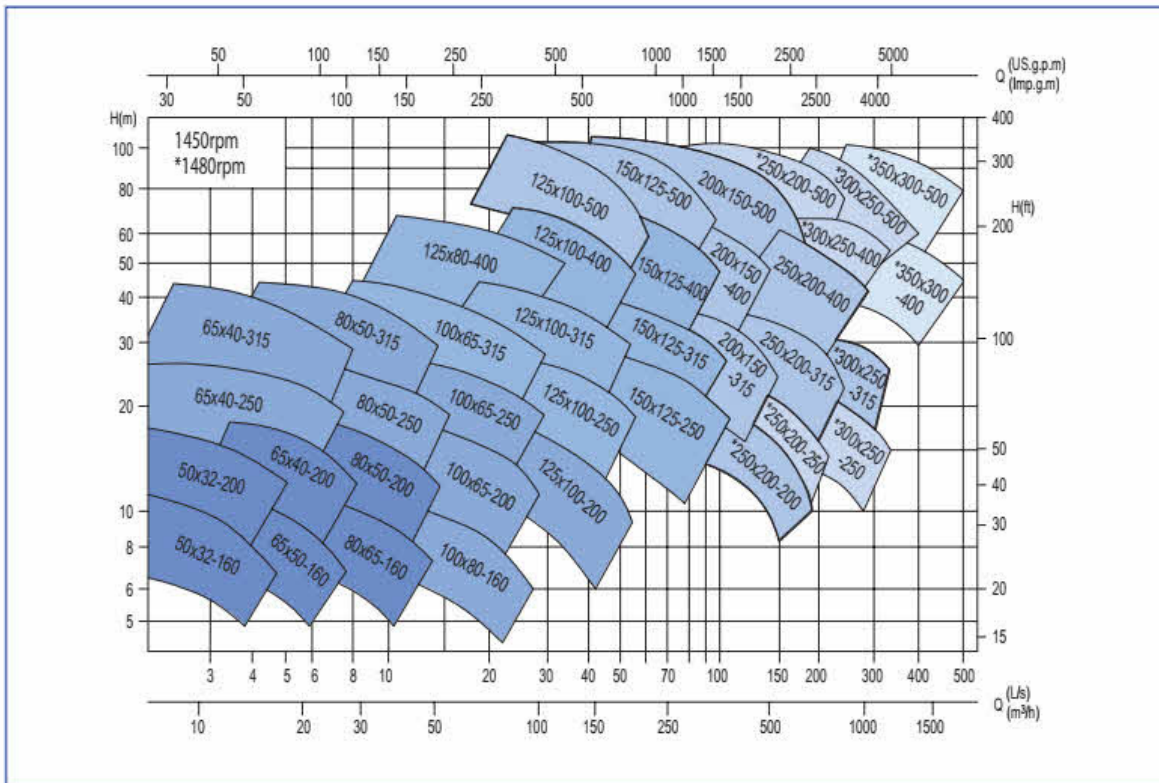 50 100 150 250 500 1000 1500 2500 5000
Q (US.g.p.m)
(Imp.g.m)
30 50 100 150 250 500 1000 1500 2500 4000
H(m)
1450rpm
*1480rpm
100
80
60
50
40
30
20
10
8
6
5
400
300
H(ft)
200
100
50
40
30
20
15
125x100-500
150x125-500
200x150-500
*250x200-500
*300x250-500
*350x300-500
125x80-400
125x100-400
150x125-400
200x150
-400
250x200-400
*300x250-400
*350x300
-400
65x40-315
80x50-315
100x65-315
125x100-315
150x125-315
200x150
-315
250x200-315
*300x250
-315
65x40-250
80x50-250
100x65-250
125x100-250
150x125-250
*250x200-250
*300x250
-250
50x32-200
65x40-200
80x50-200
100x65-200
125x100-200
*250x200-200
50x32-160
65x50-160
80x65-160
100x80-160
3 4 5 6 8 10 20 30 40 50 70 100 150 200 300 400 500
Q (L/s)
(m³/h)
10 20 30 50 100 150 250 500 1000 1500